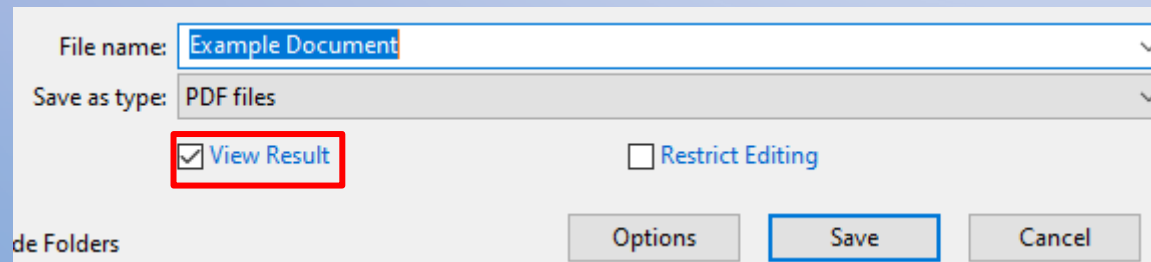 File name: Example Document
Save as type: PDF files
View Result Restrict Editing
de Folders Options Save Cancel